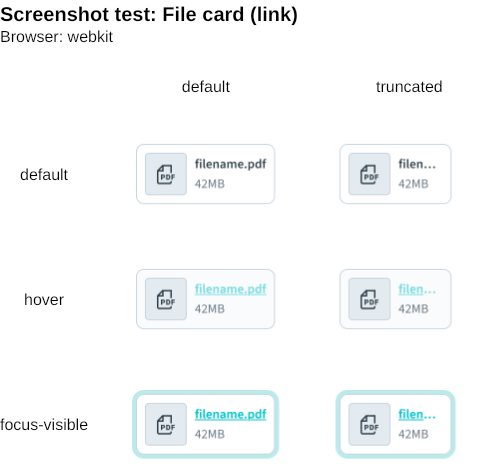 Screenshot test: File card (link)
Browser: webkit
default truncated
default
filename.pdf filen...
PDF 42MB PDF 42MB
hover
filename.pdf filen...
PDF 42MB PDF 42MB
focus-visible
filename.pdf filen...
PDF 42MB PDF 42MB